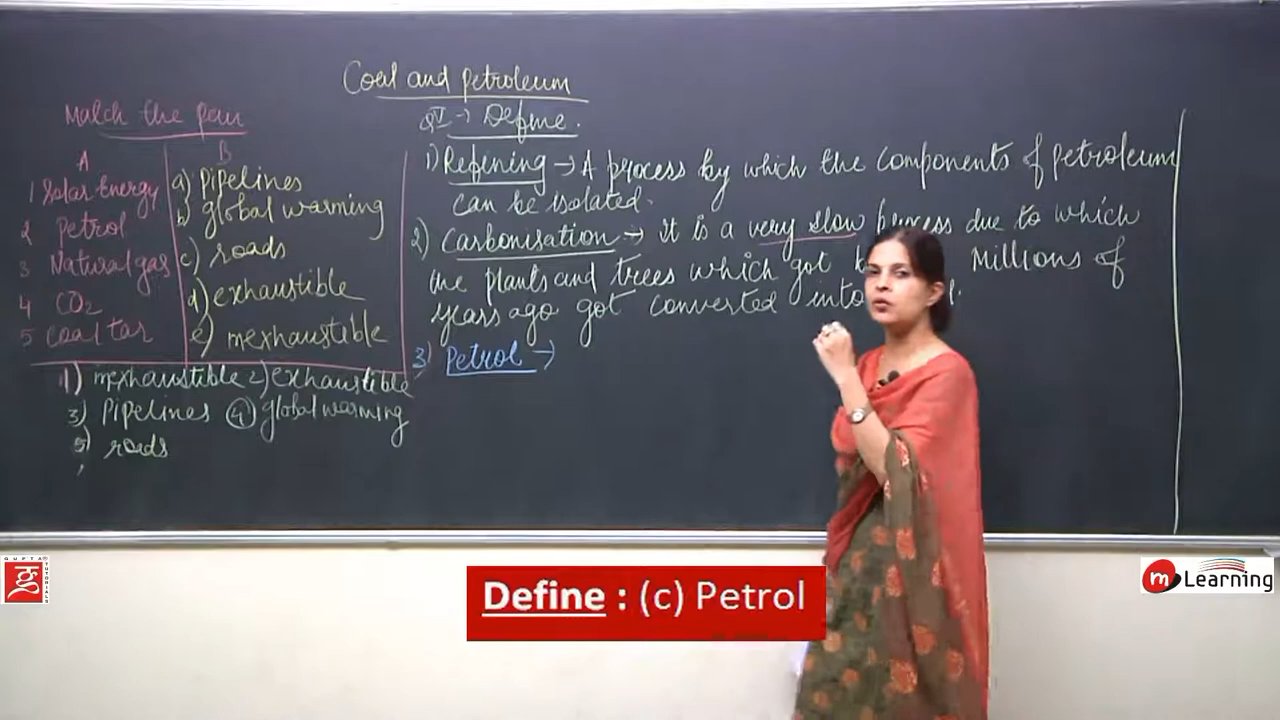 Coal and petroleum
Match the pair
A
B
1 Solar Energy
2 Petrol
3 Natural gas
4 CO2
5 Coal tar
a) Pipelines
b) global warming
c) roads
d) exhaustible
e) inexhaustible
1) inexhaustible 2) exhaustible
3) Pipelines 4) global warming
5) roads
QI → Define.
1) Refining → A process by which the components of petroleum
can be isolated.
2) Carbonisation → it is a very slow process due to which
the plants and trees which got Millions of
years ago got converted into
3) Petrol →
Define : (c) Petrol
GUPTA TUTORIALS
m Learning